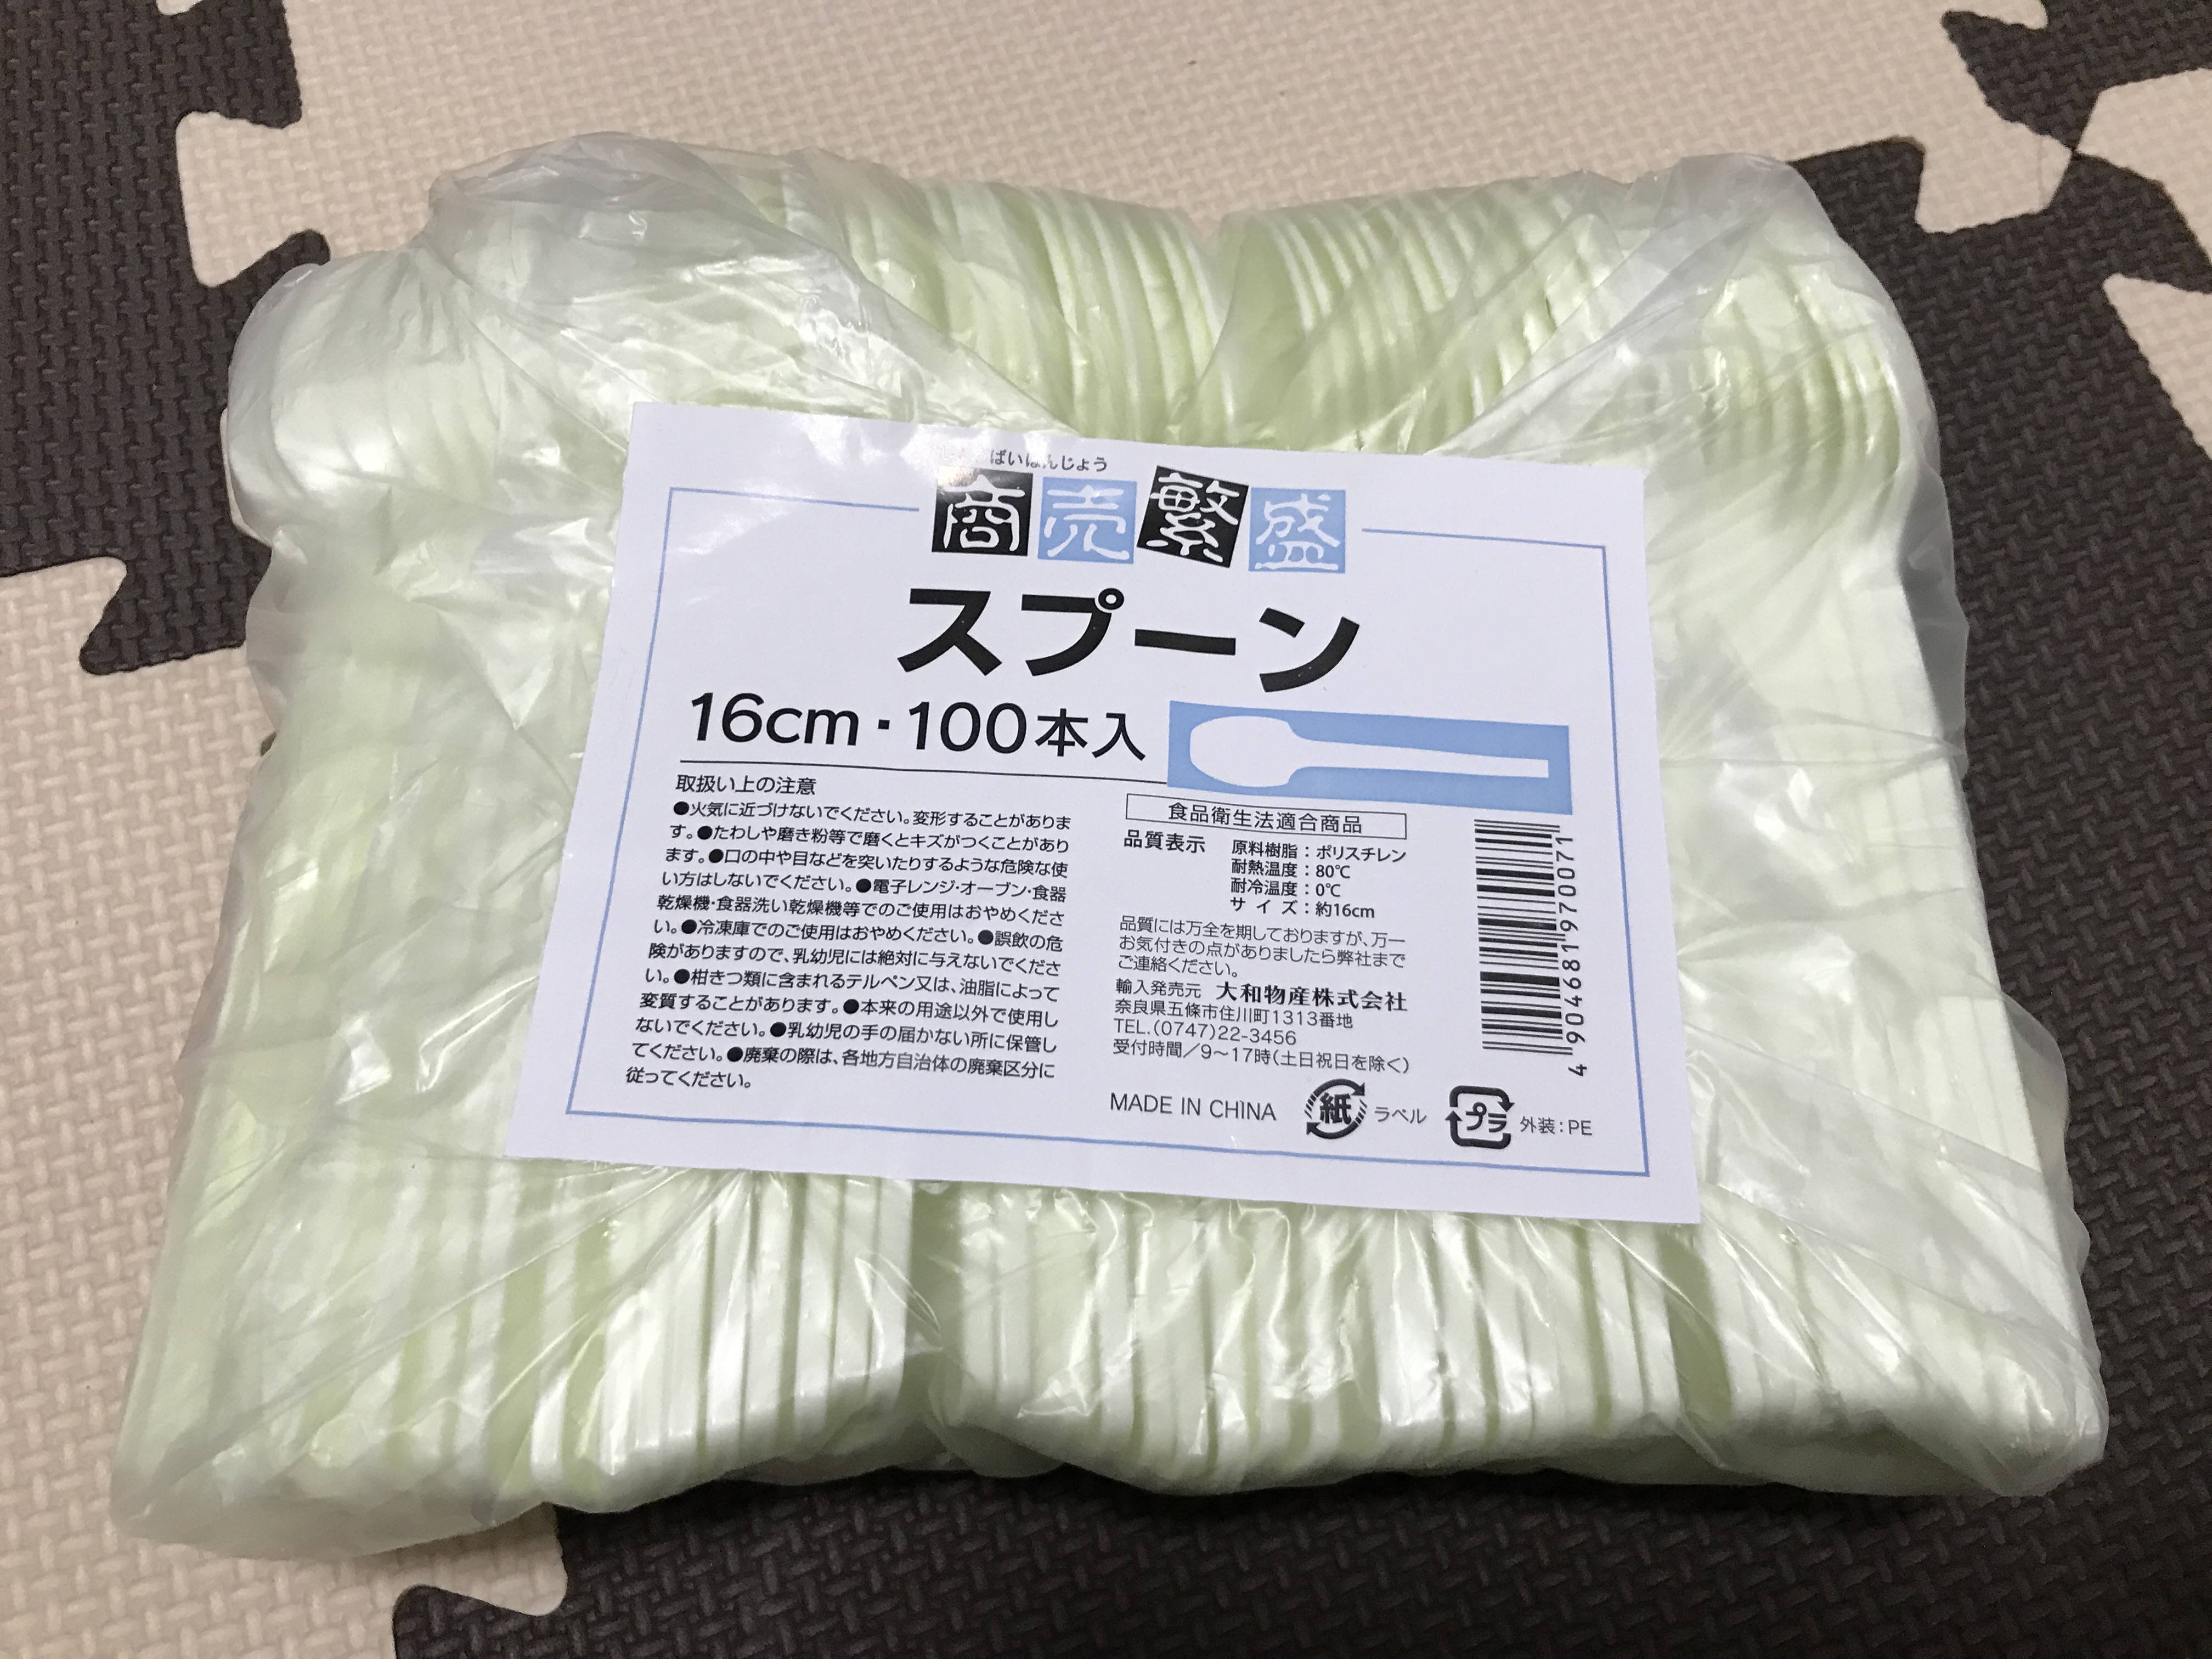 しょうばいはんじょう
商売繁盛
スプーン
16cm・100本入
取扱い上の注意
●火気に近づけないでください。変形することがありま
す。●たわしや磨き粉等で磨くとキズがつくことがあり
ます。●口の中や目などを突いたりするような危険な使
い方はしないでください。●電子レンジ・オーブン・食器
乾燥機・食器洗い乾燥機等でのご使用はおやめくださ
い。●冷凍庫でのご使用はおやめください。●誤飲の危
険がありますので、乳幼児には絶対に与えないでくださ
い。●柑きつ類に含まれるテルペン又は、油脂によって
変質することがあります。●本来の用途以外で使用し
ないでください。●乳幼児の手の届かない所に保管し
てください。●廃棄の際は、各地方自治体の廃棄区分に
従ってください。
食品衛生法適合商品
品質表示
原料樹脂：ポリスチレン
耐熱温度：80℃
耐冷温度：0℃
サイズ：約16cm
品質には万全を期しておりますが、万一
お気付きの点がありましたら弊社まで
ご連絡ください。
輸入発売元 大和物産株式会社
奈良県五條市住川町1313番地
TEL.(0747)22-3456
受付時間／9〜17時(土日祝日を除く)
4 904681 970071
MADE IN CHINA
紙 ラベル
プラ 外装：PE